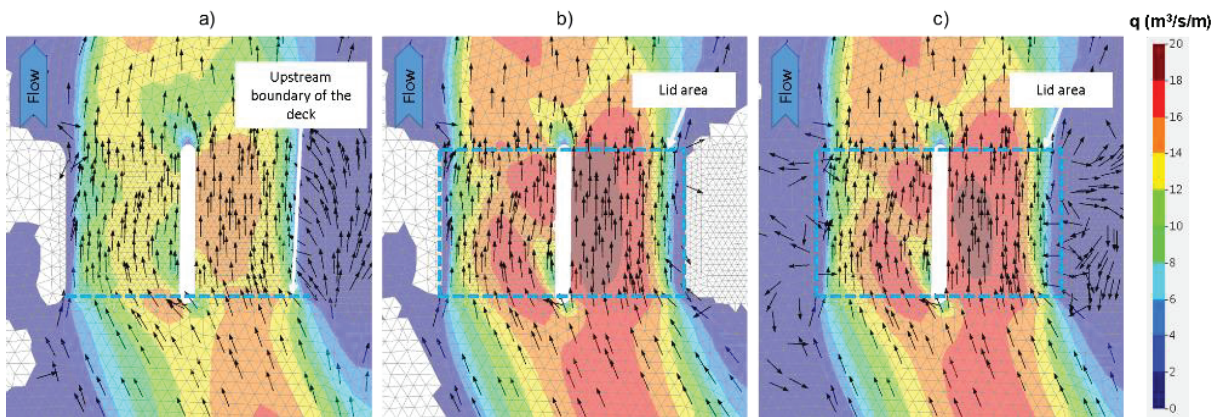 a)
b)
c)
q (m³/s/m)
Flow
Upstream
boundary of the
deck
Flow
Lid area
Flow
Lid area
20
18
16
14
12
10
8
6
4
2
0